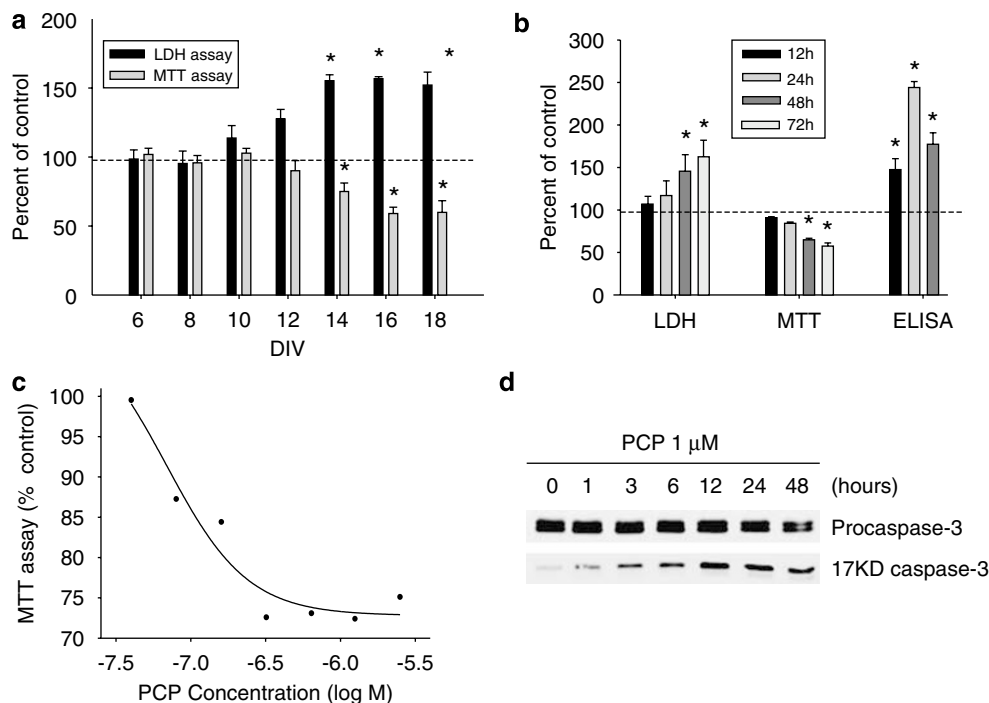 a
200
150
100
50
0
Percent of control
LDH assay
MTT assay
* * *
*
* *
6 8 10 12 14 16 18
DIV
b
300
250
200
150
100
50
0
Percent of control
12h
24h
48h
72h
* *
* *
* * *
LDH MTT ELISA
c
100
95
90
85
80
75
70
MTT assay (% control)
-7.5 -7.0 -6.5 -6.0 -5.5
PCP Concentration (log M)
d
PCP 1 μM
0 1 3 6 12 24 48 (hours)
Procaspase-3
17KD caspase-3